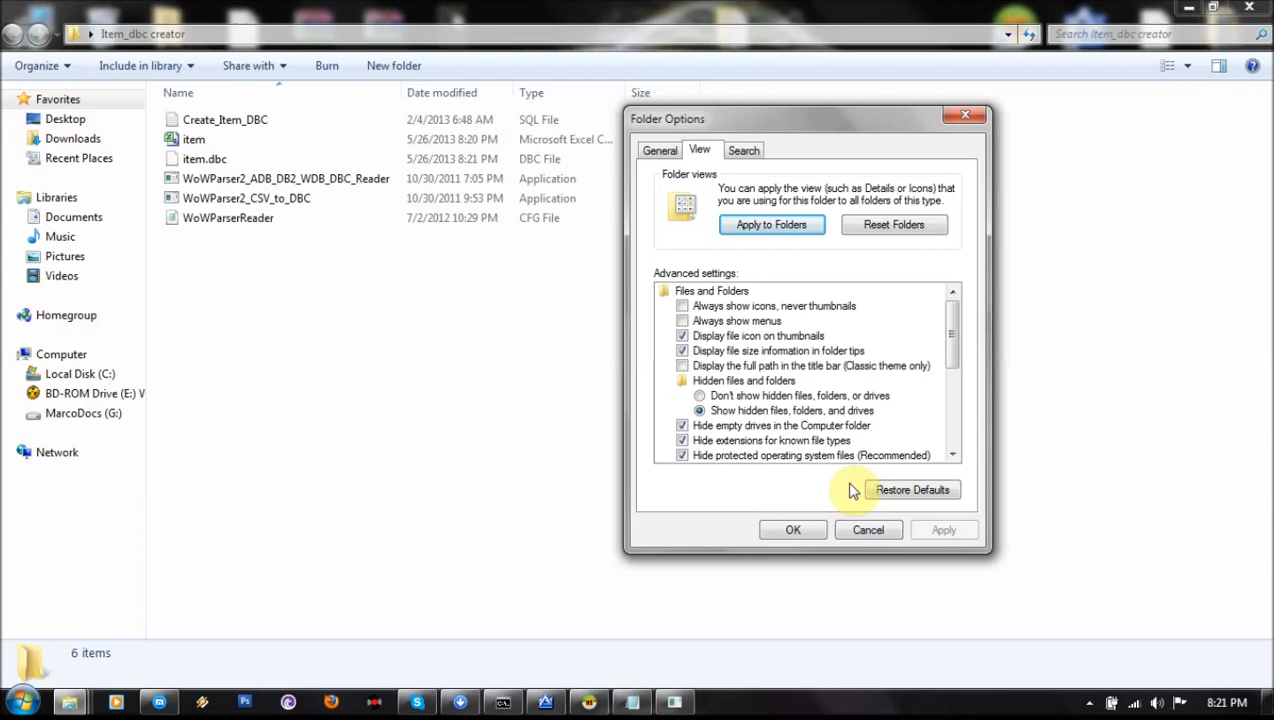 Item_dbc creator
Search Item_dbc creator
Organize
Include in library
Share with
Burn
New folder
Favorites
Desktop
Downloads
Recent Places
Libraries
Documents
Music
Pictures
Videos
Homegroup
Computer
Local Disk (C:)
BD-ROM Drive (E:) W
MarcoDocs (G:)
Network
Name Date modified Type Size
Create_Item_DBC 2/4/2013 6:48 AM SQL File
item 5/26/2013 8:20 PM Microsoft Excel C...
item.dbc 5/26/2013 8:21 PM DBC File
WoWParser2_ADB_DB2_WDB_DBC_Reader 10/30/2011 7:05 PM Application
WoWParser2_CSV_to_DBC 10/30/2011 9:53 PM Application
WoWParserReader 7/2/2012 10:29 PM CFG File
Folder Options
General View Search
Folder views
You can apply the view (such as Details or Icons) that
you are using for this folder to all folders of this type.
Apply to Folders Reset Folders
Advanced settings:
Files and Folders
Always show icons, never thumbnails
Always show menus
Display file icon on thumbnails
Display file size information in folder tips
Display the full path in the title bar (Classic theme only)
Hidden files and folders
Don't show hidden files, folders, or drives
Show hidden files, folders, and drives
Hide empty drives in the Computer folder
Hide extensions for known file types
Hide protected operating system files (Recommended)
Restore Defaults
OK Cancel Apply
6 items
8:21 PM